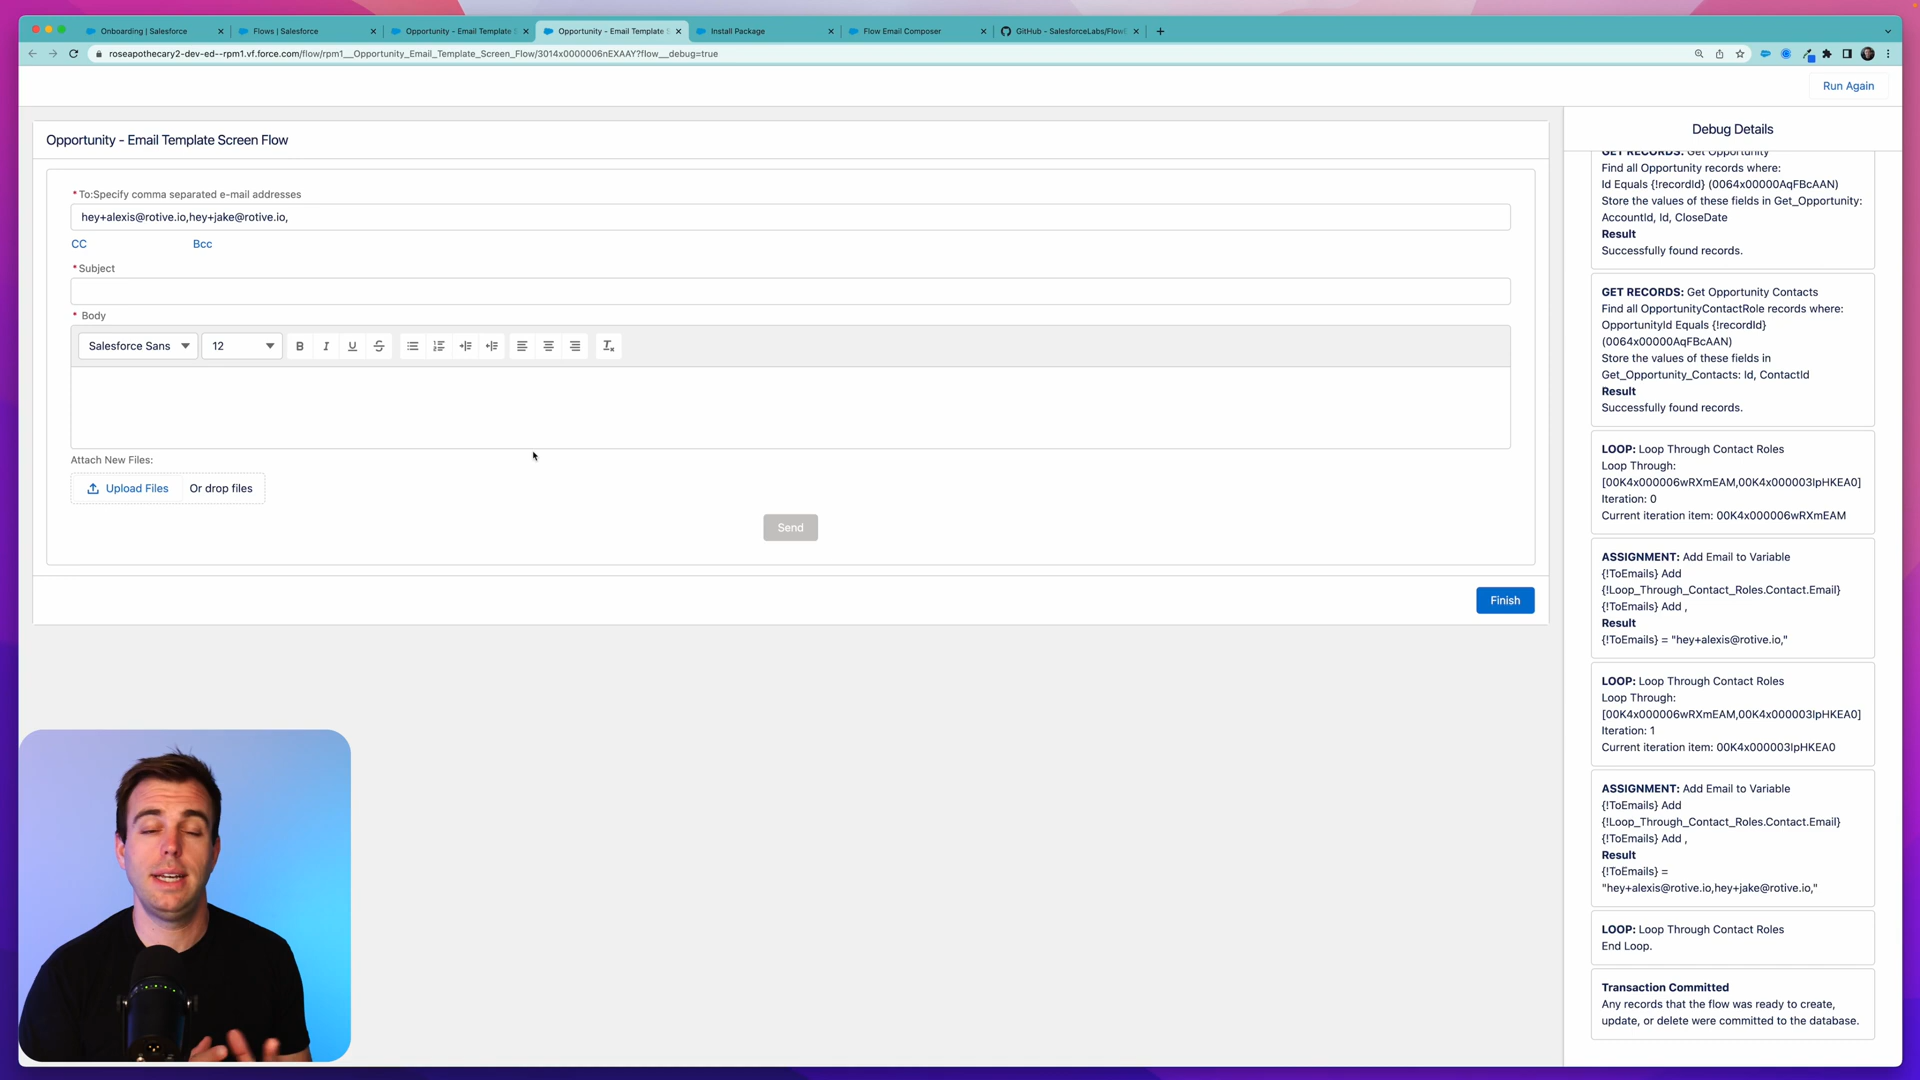 Onboarding | Salesforce
Flows | Salesforce
Opportunity - Email Template S
Opportunity - Email Template S
Install Package
Flow Email Composer
GitHub - SalesforceLabs/FlowE
roseapothecary2-dev-ed--rpm1.vf.force.com/flow/rpm1__Opportunity_Email_Template_Screen_Flow/3014x0000006nEXAAY?flow__debug=true
Run Again
Opportunity - Email Template Screen Flow
*To:Specify comma separated e-mail addresses
hey+alexis@rotive.io,hey+jake@rotive.io,
CC
Bcc
*Subject
* Body
Salesforce Sans
12
B
I
U
S
Attach New Files:
Upload Files
Or drop files
Send
Finish
Debug Details
GET RECORDS: Get Opportunity
Find all Opportunity records where:
Id Equals {!recordId} (0064x00000AqFBcAAN)
Store the values of these fields in Get_Opportunity:
AccountId, Id, CloseDate
Result
Successfully found records.
GET RECORDS: Get Opportunity Contacts
Find all OpportunityContactRole records where:
OpportunityId Equals {!recordId}
(0064x00000AqFBcAAN)
Store the values of these fields in
Get_Opportunity_Contacts: Id, ContactId
Result
Successfully found records.
LOOP: Loop Through Contact Roles
Loop Through:
[00K4x000006wRXmEAM,00K4x000003lpHKEA0]
Iteration: 0
Current iteration item: 00K4x000006wRXmEAM
ASSIGNMENT: Add Email to Variable
{!ToEmails} Add
{!Loop_Through_Contact_Roles.Contact.Email}
{!ToEmails} Add ,
Result
{!ToEmails} = "hey+alexis@rotive.io,"
LOOP: Loop Through Contact Roles
Loop Through:
[00K4x000006wRXmEAM,00K4x000003lpHKEA0]
Iteration: 1
Current iteration item: 00K4x000003lpHKEA0
ASSIGNMENT: Add Email to Variable
{!ToEmails} Add
{!Loop_Through_Contact_Roles.Contact.Email}
{!ToEmails} Add ,
Result
{!ToEmails} =
"hey+alexis@rotive.io,hey+jake@rotive.io,"
LOOP: Loop Through Contact Roles
End Loop.
Transaction Committed
Any records that the flow was ready to create,
update, or delete were committed to the database.